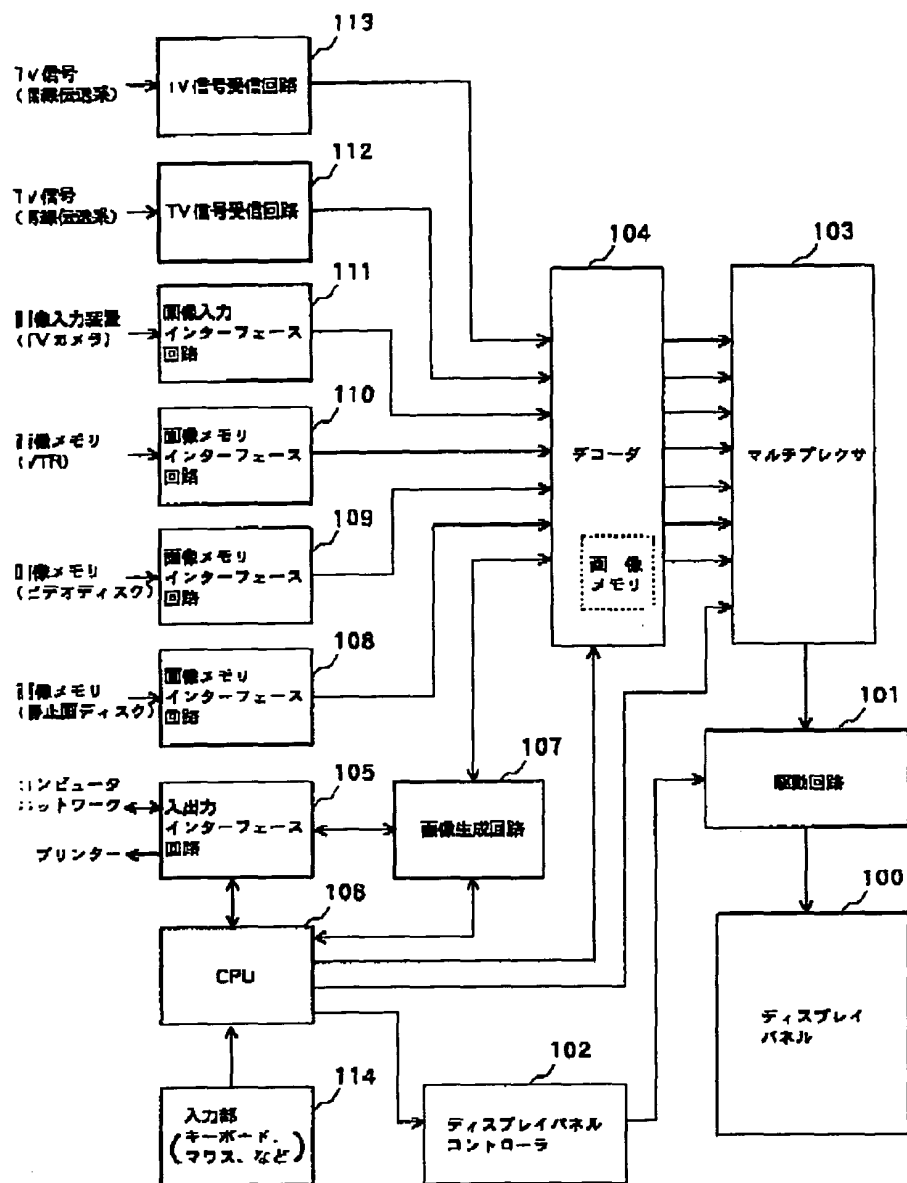 113
TV信号
TV信号受信回路
112
TV信号
TV信号受信回路
104
103
111
画像入力装置
(TVカメラ)
画像入力
インターフェース
回路
110
画像メモリ
(VTR)
画像メモリ
インターフェース
回路
デコーダ
マルチプレクサ
109
画像メモリ
(ビデオディスク)
画像メモリ
インターフェース
回路
画 像
メモリ
108
画像メモリ
(静止画ディスク)
画像メモリ
インターフェース
回路
101
107
駆動回路
105
コンピュータ
ネットワーク
入出力
インターフェース
回路
画像生成回路
プリンター
106
100
CPU
ディスプレイ
パネル
102
114
入力部
(キーボード、
マウス、など)
ディスプレイパネル
コントローラ